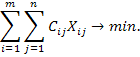 ∑_{i=1}^{m} ∑_{j=1}^{n} C_{ij}X_{ij} → min.